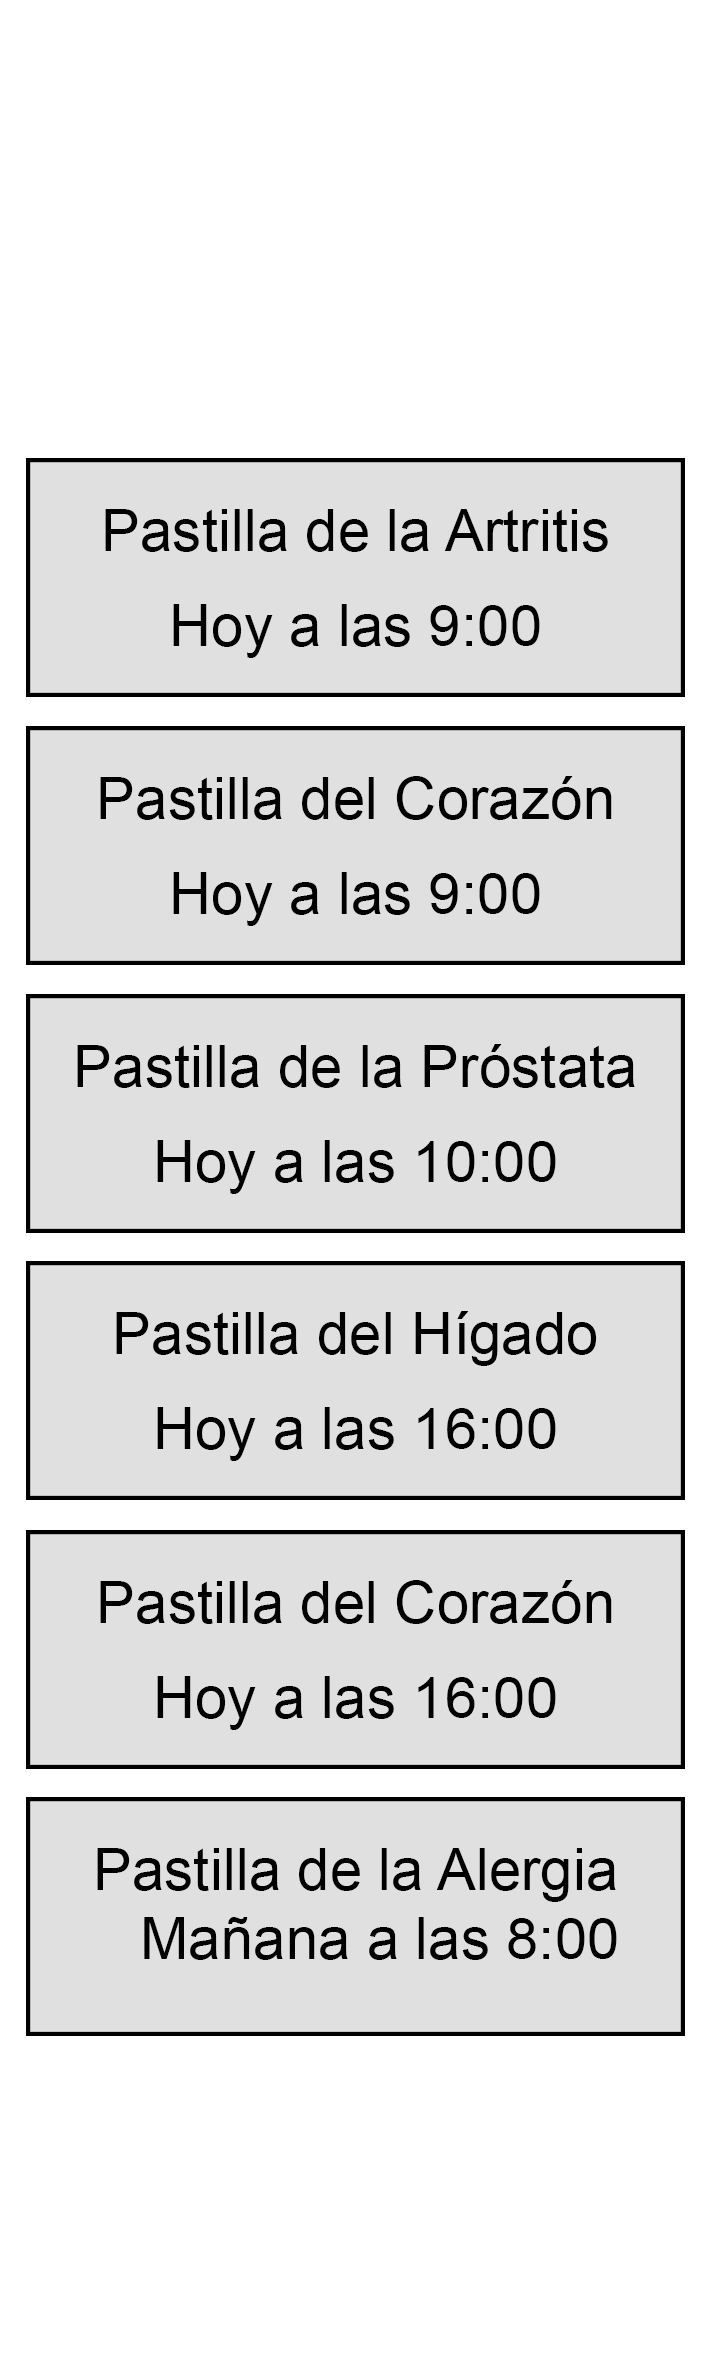 Pastilla de la Artritis
Hoy a las 9:00
Pastilla del Corazón
Hoy a las 9:00
Pastilla de la Próstata
Hoy a las 10:00
Pastilla del Hígado
Hoy a las 16:00
Pastilla del Corazón
Hoy a las 16:00
Pastilla de la Alergia
Mañana a las 8:00